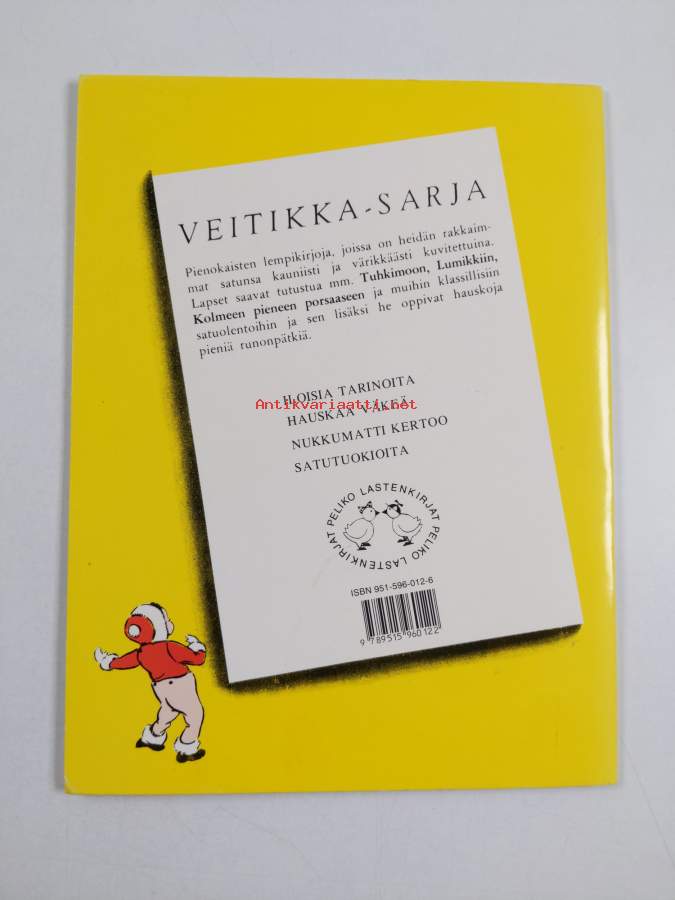 VEITIKKA-SARJA
Pienokaisten lempikirjoja, joissa on heidän rakkaim-
mat satunsa kauniisti ja värikkäästi kuvitettuina.
Lapset saavat tutustua mm. Tuhkimoon, Lumikkiin,
Kolmeen pieneen porsaaseen ja muihin klassillisiin
satuolentoihin ja sen lisäksi he oppivat hauskoja
pieniä runonpätkiä.
ILOISIA TARINOITA
Antikvariaatti.net
HAUSKAA VÄKEÄ
NUKKUMATTI KERTOO
SATUTUOKIOITA
PELIKO LASTENKIRJAT PELIKO LASTENKIRJAT
ISBN 951-596-012-6
9 789515 960122